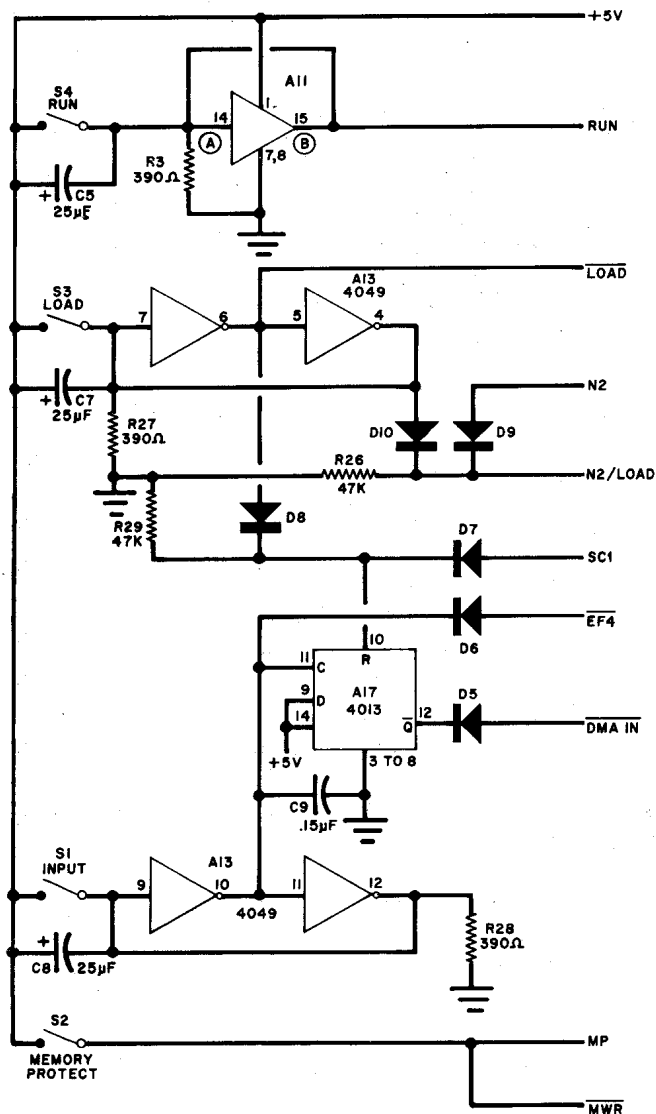 +5V
S4
RUN
A11
14
1
15
A
B
7,8
R3
390Ω
+
C5
25µF
RUN
S3
LOAD
7
6
5
4
A13
4049
LOAD
+
C7
25µF
R27
390Ω
D10
D9
N2
R26
47K
N2/LOAD
R29
47K
D8
D7
SC1
D6
EF4
10
R
11
C
9
D
14
A17
4013
Q
12
D5
DMA IN
+5V
3 TO 8
C9
.15µF
S1
INPUT
9
A13
10
4049
11
12
R28
390Ω
+
C8
25µF
S2
MEMORY
PROTECT
MP
MWR